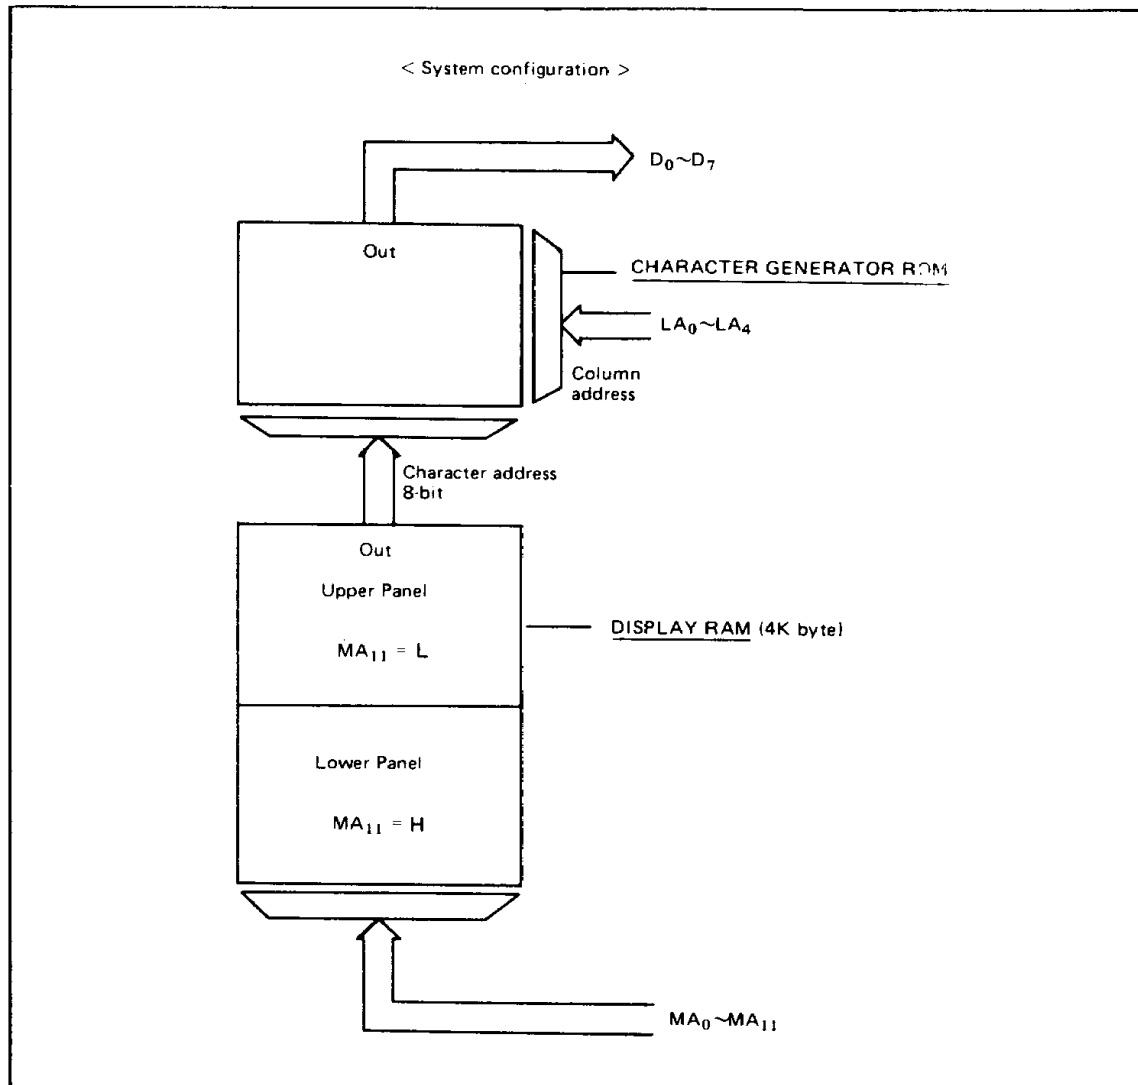 < System configuration >
D₀~D₇
Out
CHARACTER GENERATOR ROM
LA₀~LA₄
Column
address
Character address
8-bit
Out
Upper Panel
DISPLAY RAM (4K byte)
MA₁₁ = L
Lower Panel
MA₁₁ = H
MA₀~MA₁₁